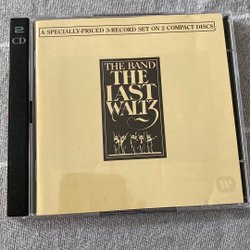 A SPECIALLY-PRICED 3-RECORD SET ON 2 COMPACT DISCS
2
CD
THE BAND
THE LAST
WALTZ